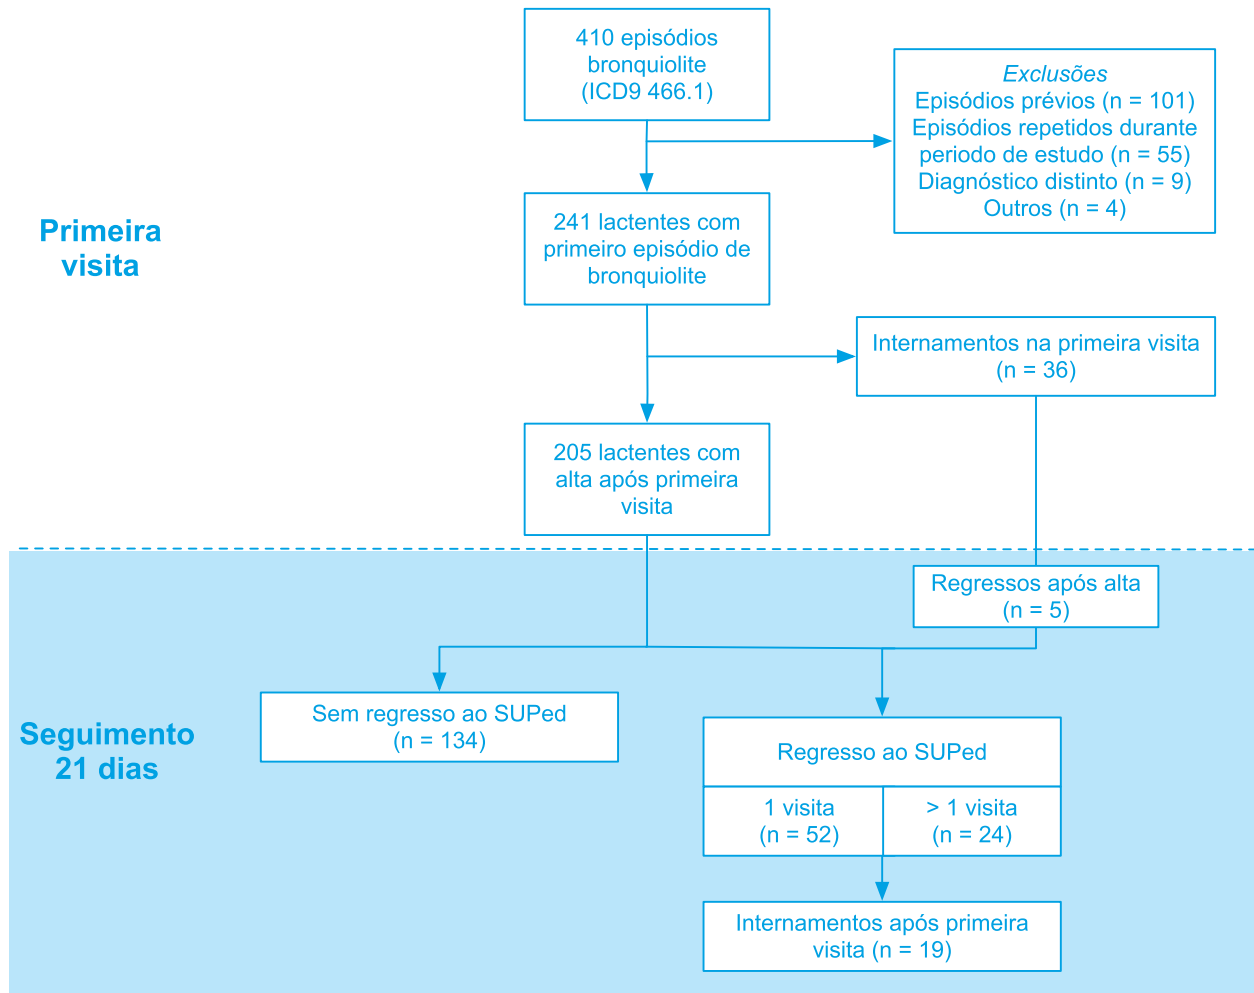 410 episódios
bronquiolite
(ICD9 466.1)
Exclusões
Episódios prévios (n = 101)
Episódios repetidos durante
periodo de estudo (n = 55)
Diagnóstico distinto (n = 9)
Outros (n = 4)
Primeira
visita
241 lactentes com
primeiro episódio de
bronquiolite
Internamentos na primeira visita
(n = 36)
205 lactentes com
alta após primeira
visita
Regressos após alta
(n = 5)
Seguimento
21 dias
Sem regresso ao SUPed
(n = 134)
Regresso ao SUPed
1 visita
(n = 52)
> 1 visita
(n = 24)
Internamentos após primeira
visita (n = 19)